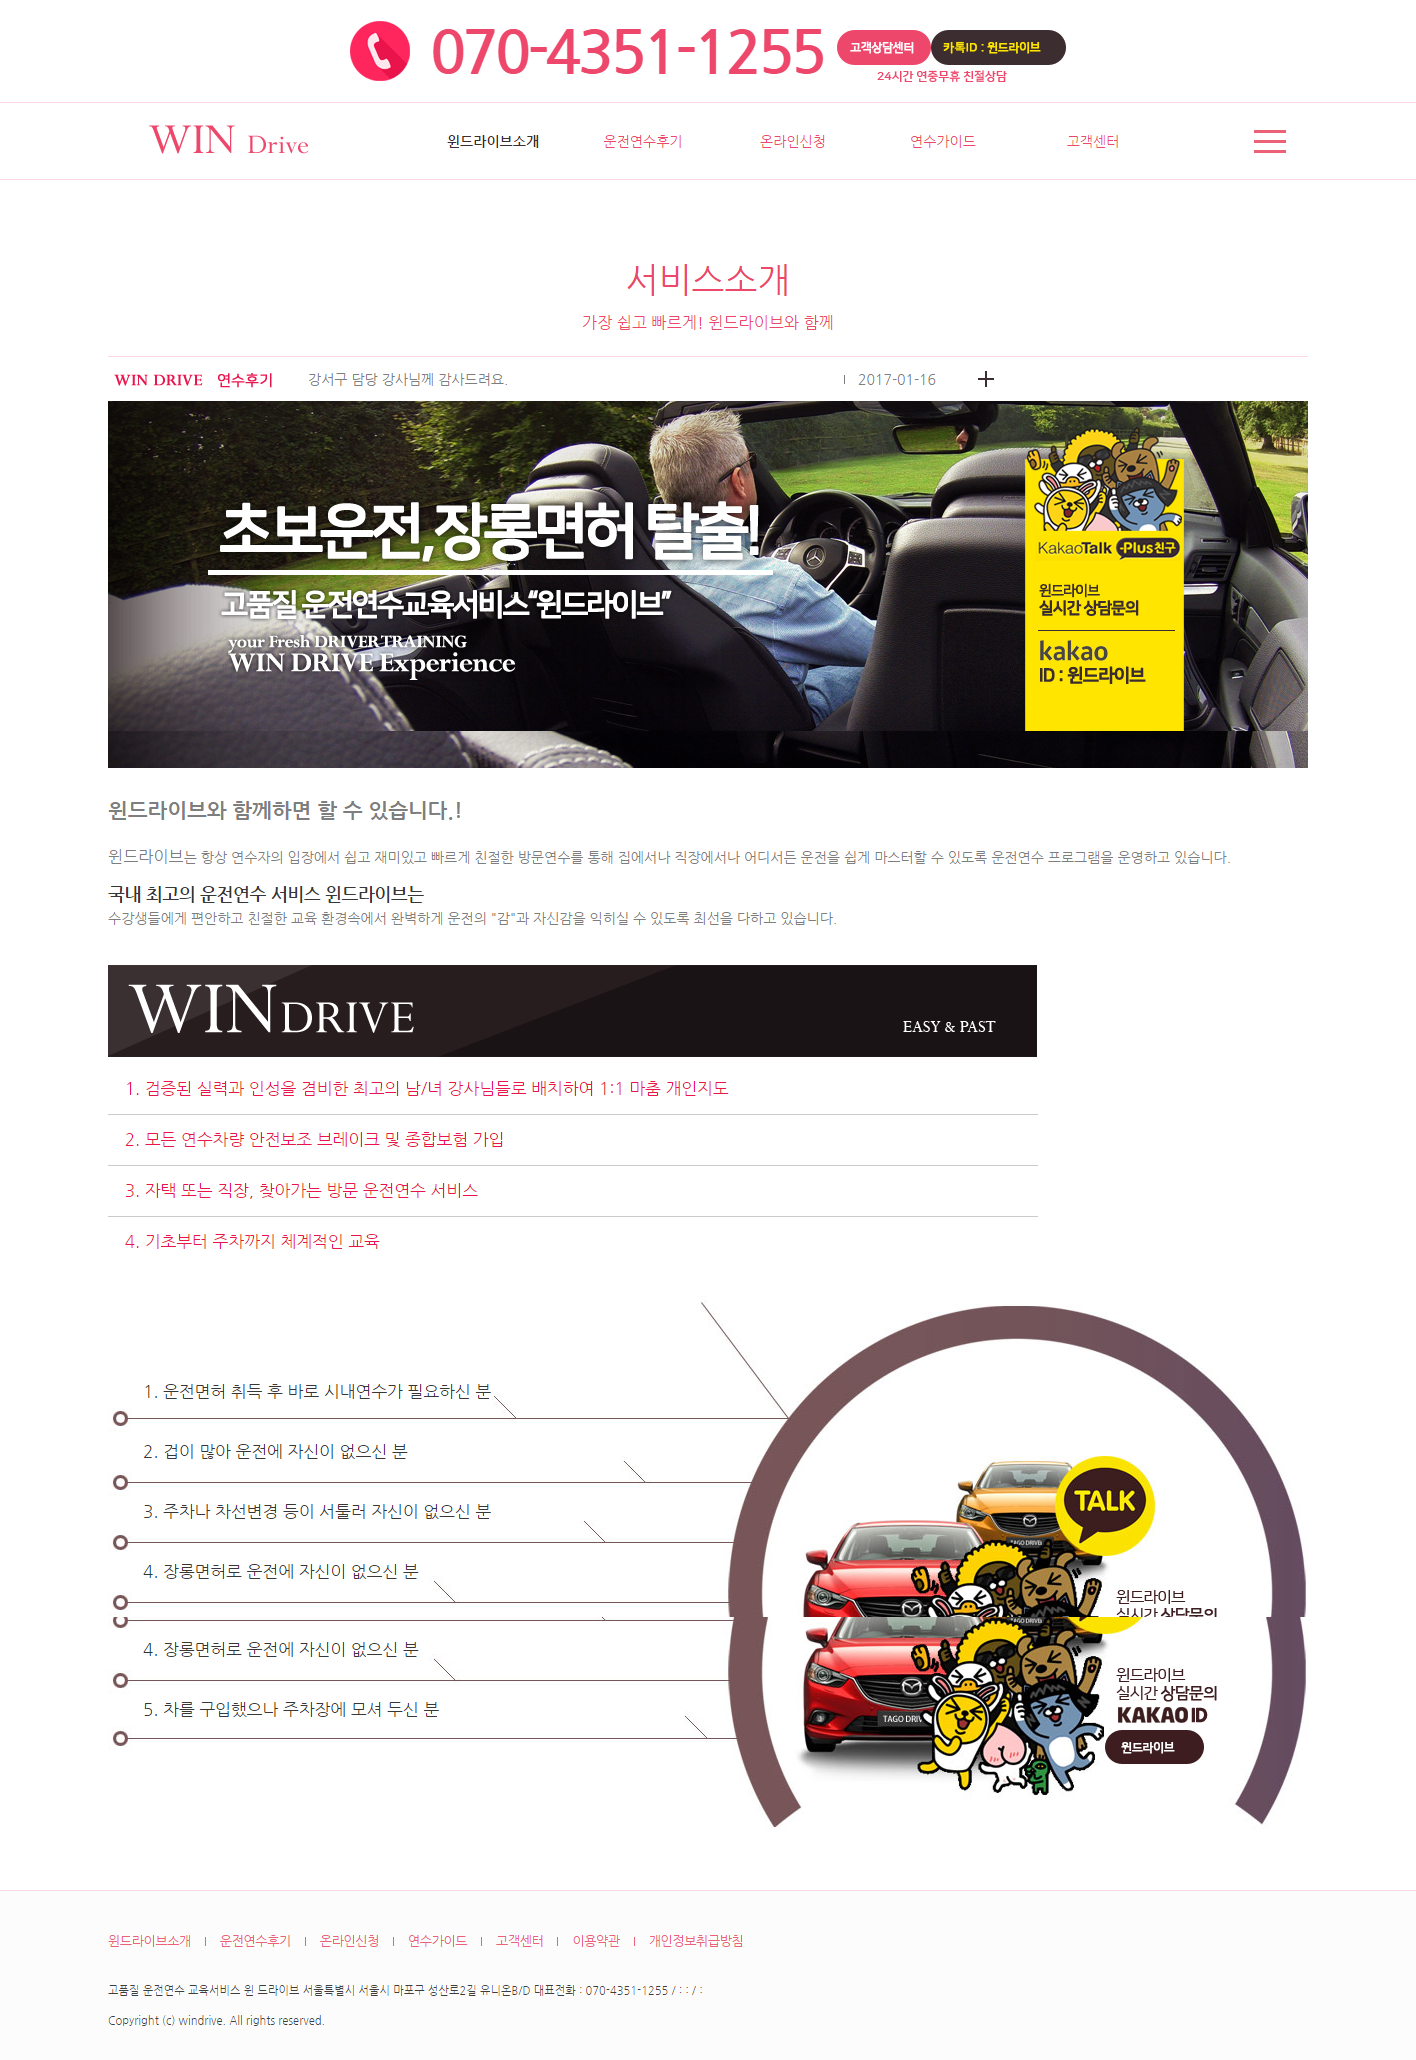 070-4351-1255
고객상담센터
카톡ID : 윈드라이브
24시간 연중무휴 친절상담
WIN Drive
윈드라이브소개
운전연수후기
온라인신청
연수가이드
고객센터
서비스소개
가장 쉽고 빠르게! 윈드라이브와 함께
WIN DRIVE 연수후기
강서구 담당 강사님께 감사드려요.
2017-01-16
초보운전,장롱면허 탈출!
고품질 운전연수교육서비스“윈드라이브”
your Fresh DRIVER TRAINING
WIN DRIVE Experience
KakaoTalk -Plus친구
윈드라이브
실시간 상담문의
kakao
ID : 윈드라이브
윈드라이브와 함께하면 할 수 있습니다.!
윈드라이브는 항상 연수자의 입장에서 쉽고 재미있고 빠르게 친절한 방문연수를 통해 집에서나 직장에서나 어디서든 운전을 쉽게 마스터할 수 있도록 운전연수 프로그램을 운영하고 있습니다.
국내 최고의 운전연수 서비스 윈드라이브는
수강생들에게 편안하고 친절한 교육 환경속에서 완벽하게 운전의 "감"과 자신감을 익히실 수 있도록 최선을 다하고 있습니다.
WINDRIVE
EASY & PAST
1. 검증된 실력과 인성을 겸비한 최고의 남/녀 강사님들로 배치하여 1:1 마춤 개인지도
2. 모든 연수차량 안전보조 브레이크 및 종합보험 가입
3. 자택 또는 직장, 찾아가는 방문 운전연수 서비스
4. 기초부터 주차까지 체계적인 교육
1. 운전면허 취득 후 바로 시내연수가 필요하신 분
2. 겁이 많아 운전에 자신이 없으신 분
TALK
3. 주차나 차선변경 등이 서툴러 자신이 없으신 분
TAGO DRIVE
4. 장롱면허로 운전에 자신이 없으신 분
윈드라이브
실시간 상담문의
TAGO DRIVE
4. 장롱면허로 운전에 자신이 없으신 분
윈드라이브
실시간 상담문의
5. 차를 구입했으나 주차장에 모셔 두신 분
KAKAO ID
TAGO DRIV
윈드라이브
윈드라이브소개
운전연수후기
온라인신청
연수가이드
고객센터
이용약관
개인정보취급방침
고품질 운전연수 교육서비스 윈 드라이브 서울특별시 서울시 마포구 성산로2길 유니온B/D 대표전화 : 070-4351-1255 / : : / :
Copyright (c) windrive. All rights reserved.